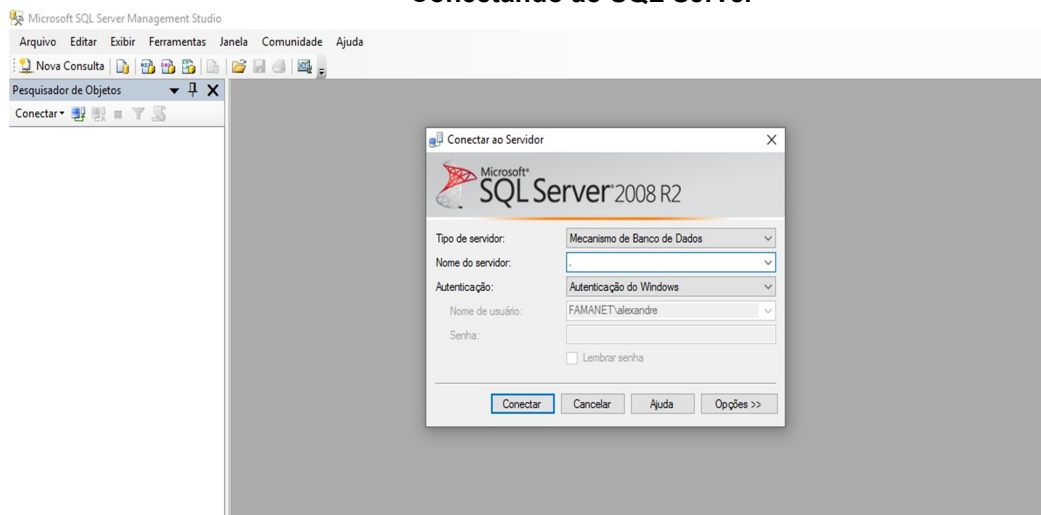 Conectando ao SQL Server
Microsoft SQL Server Management Studio
Arquivo Editar Exibir Ferramentas Janela Comunidade Ajuda
Nova Consulta
Pesquisador de Objetos
Conectar
Conectar ao Servidor
Microsoft
SQL Server 2008 R2
Tipo de servidor: Mecanismo de Banco de Dados
Nome do servidor: .
Autenticação: Autenticação do Windows
Nome de usuário: FAMANET\alexandre
Senha:
Lembrar senha
Conectar Cancelar Ajuda Opções >>